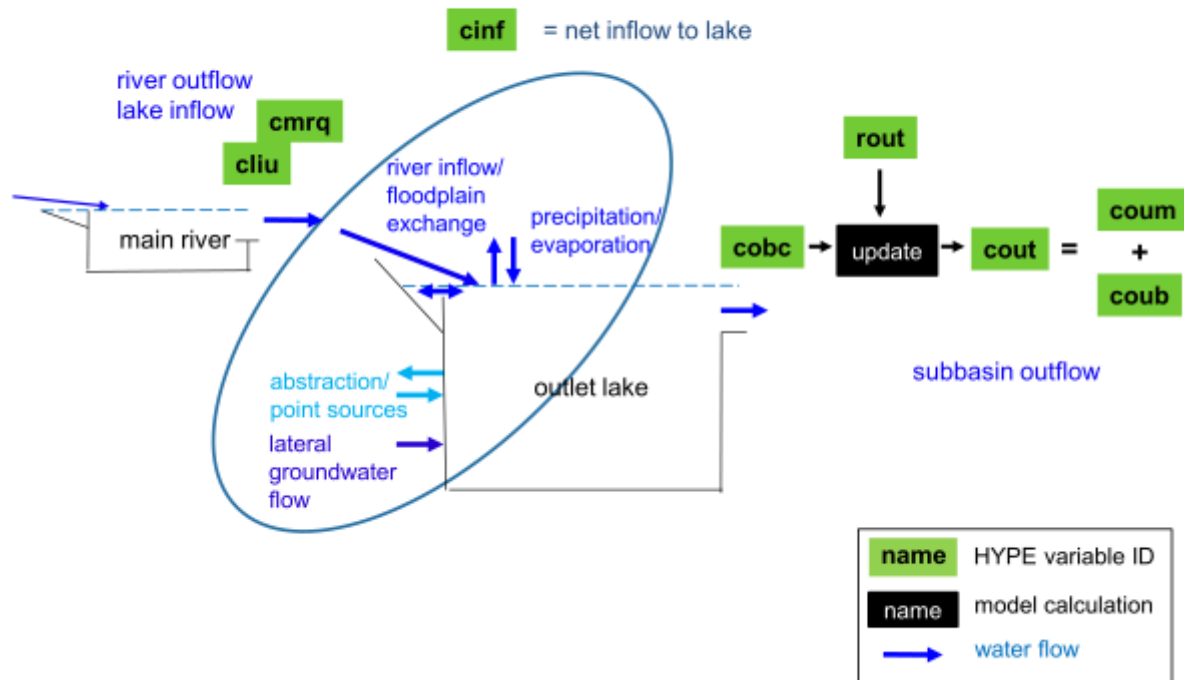 cinf = net inflow to lake
river outflow
lake inflow
cmrq
cliu
main river
river inflow/
floodplain
exchange
precipitation/
evaporation
abstraction/
point sources
lateral
groundwater
flow
outlet lake
rout
cobc
update
cout
=
coum
+
coub
subbasin outflow
name HYPE variable ID
name model calculation
water flow